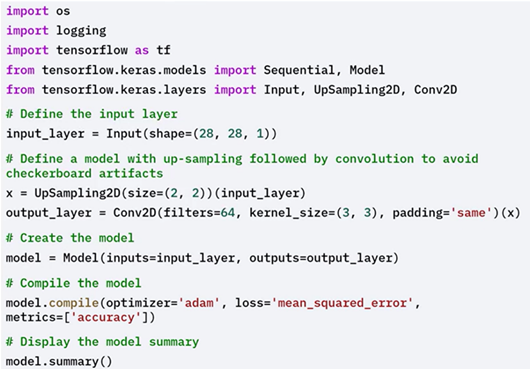 import os
import logging
import tensorflow as tf
from tensorflow.keras.models import Sequential, Model
from tensorflow.keras.layers import Input, UpSampling2D, Conv2D
# Define the input layer
input_layer = Input(shape=(28, 28, 1))
# Define a model with up-sampling followed by convolution to avoid
checkerboard artifacts
x = UpSampling2D(size=(2, 2))(input_layer)
output_layer = Conv2D(filters=64, kernel_size=(3, 3), padding='same')(x)
# Create the model
model = Model(inputs=input_layer, outputs=output_layer)
# Compile the model
model.compile(optimizer='adam', loss='mean_squared_error',
metrics=['accuracy'])
# Display the model summary
model.summary()